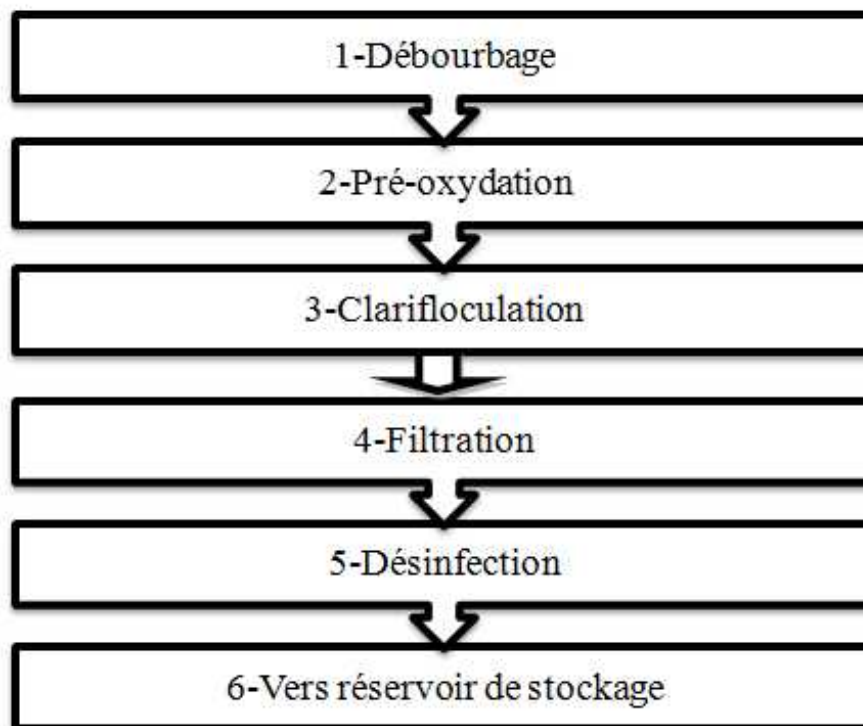 1-Débourbage
2-Pré-oxydation
3-Clarifloculation
4-Filtration
5-Désinfection
6-Vers réservoir de stockage